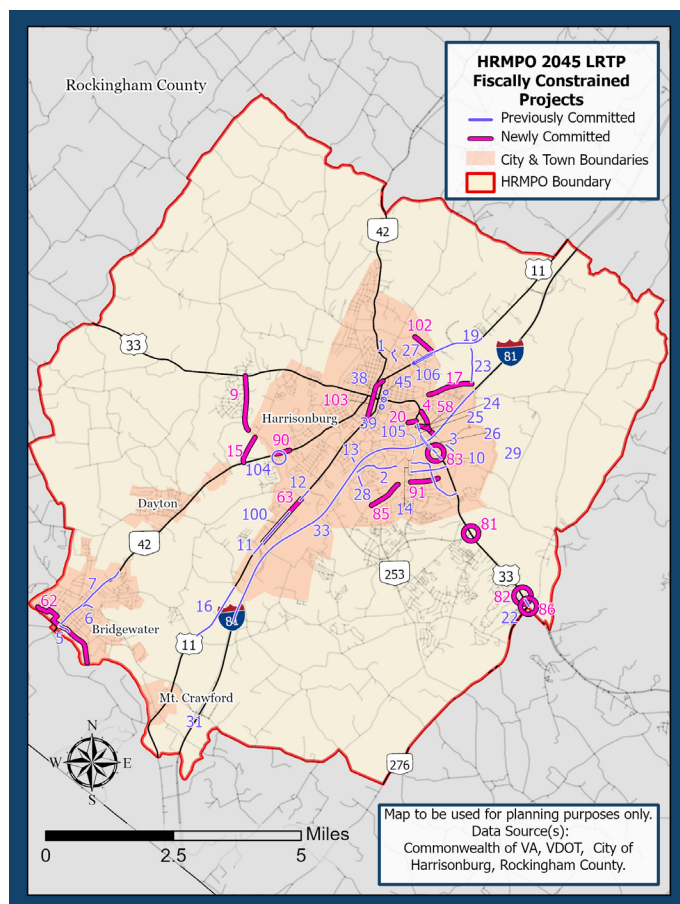 HRMPO 2045 LRTP
Fiscally Constrained
Projects
Previously Committed
Newly Committed
City & Town Boundaries
HRMPO Boundary
Rockingham County
42
11
33
81
102
19
1
27
106
23
38
45
17
9
103
4
58
24
Harrisonburg
39
20
25
105
3
26
15
90
13
83
29
104
10
2
12
28
91
Dayton
63
85
14
100
33
81
42
11
253
33
7
82
62
16
86
6
81
22
Bridgewater
5
11
Mt. Crawford
31
N
W
E
S
276
Map to be used for planning purposes only.
Data Source(s):
Commonwealth of VA, VDOT, City of
Harrisonburg, Rockingham County.
Miles
0
2.5
5